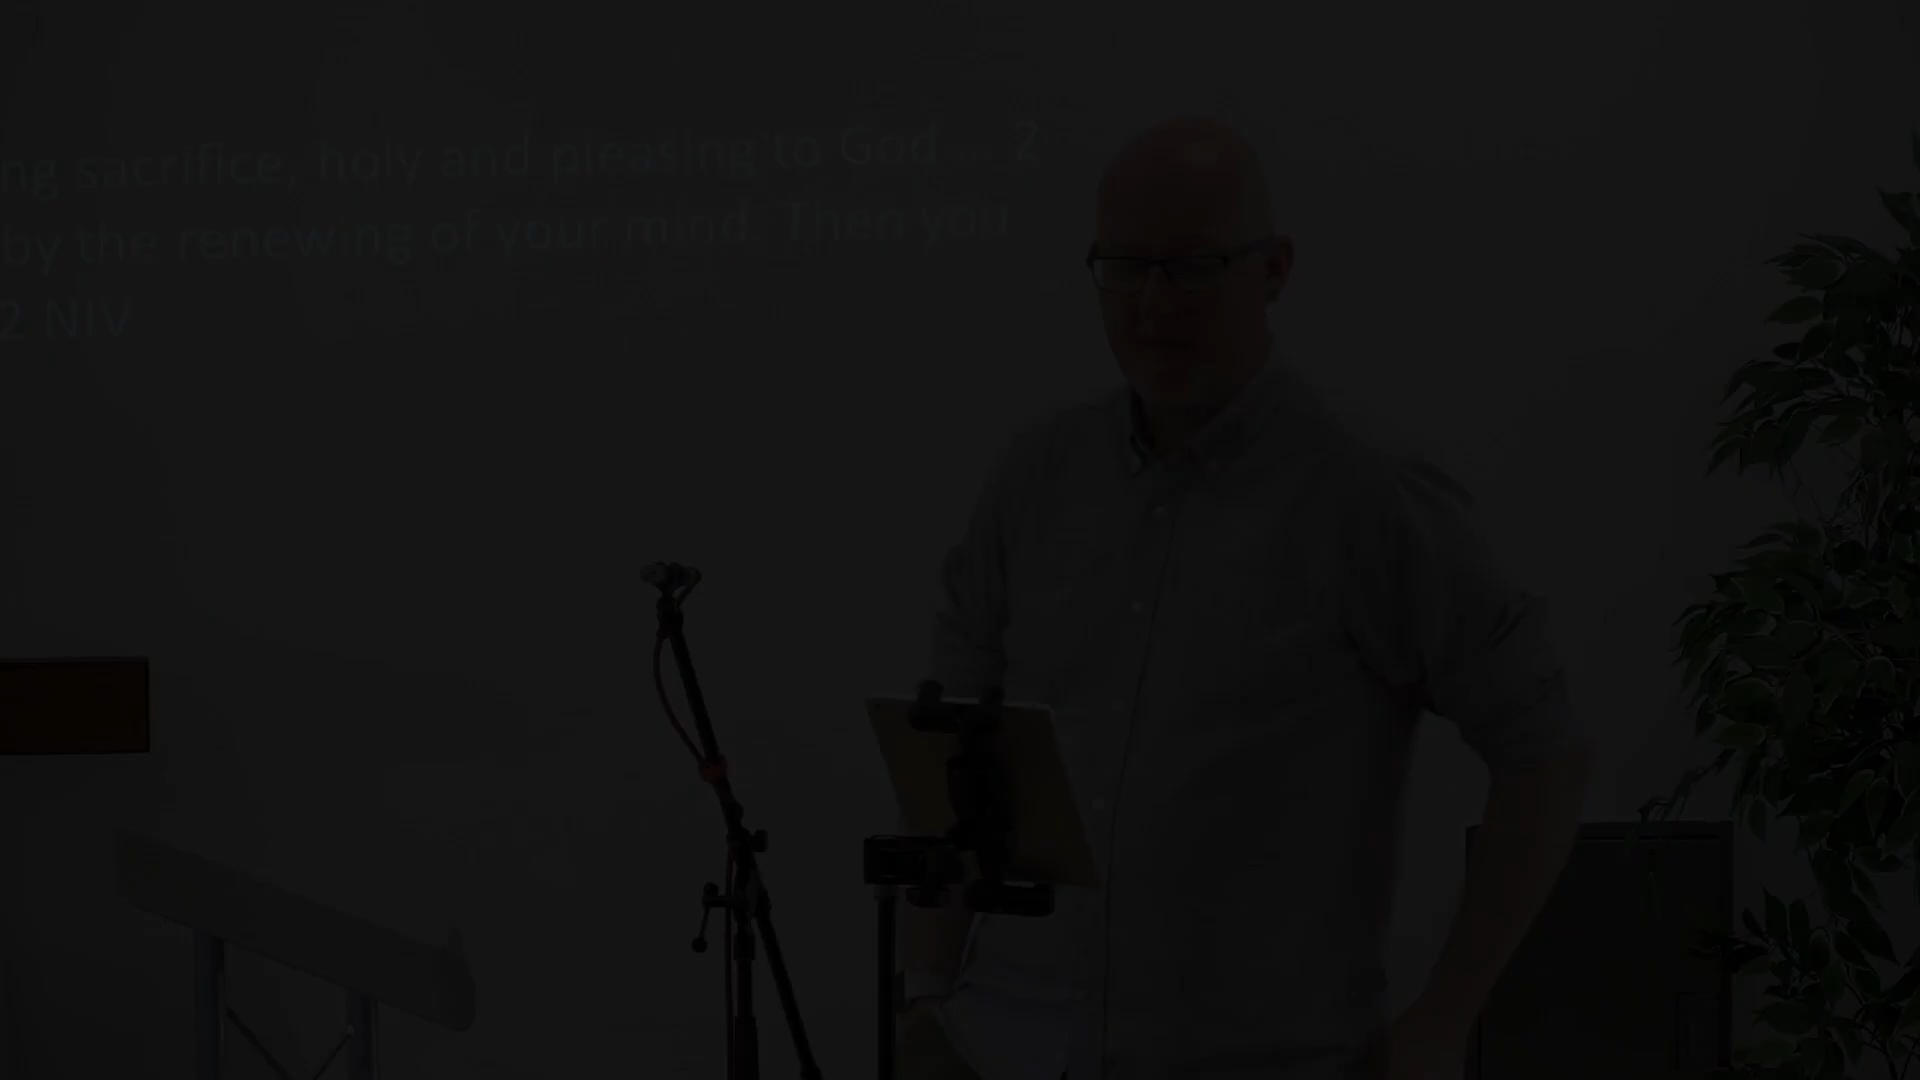 ng sacrifice, holy and pleasing to God ... 2
by the renewing of your mind. Then you
2 NIV